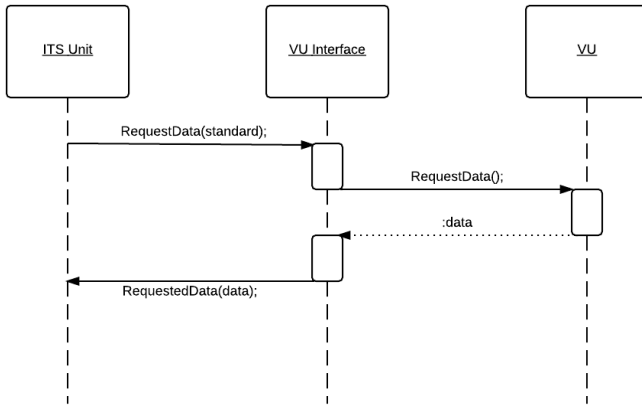 ITS Unit
VU Interface
VU
RequestData(standard);
RequestData();
:data
RequestedData(data);